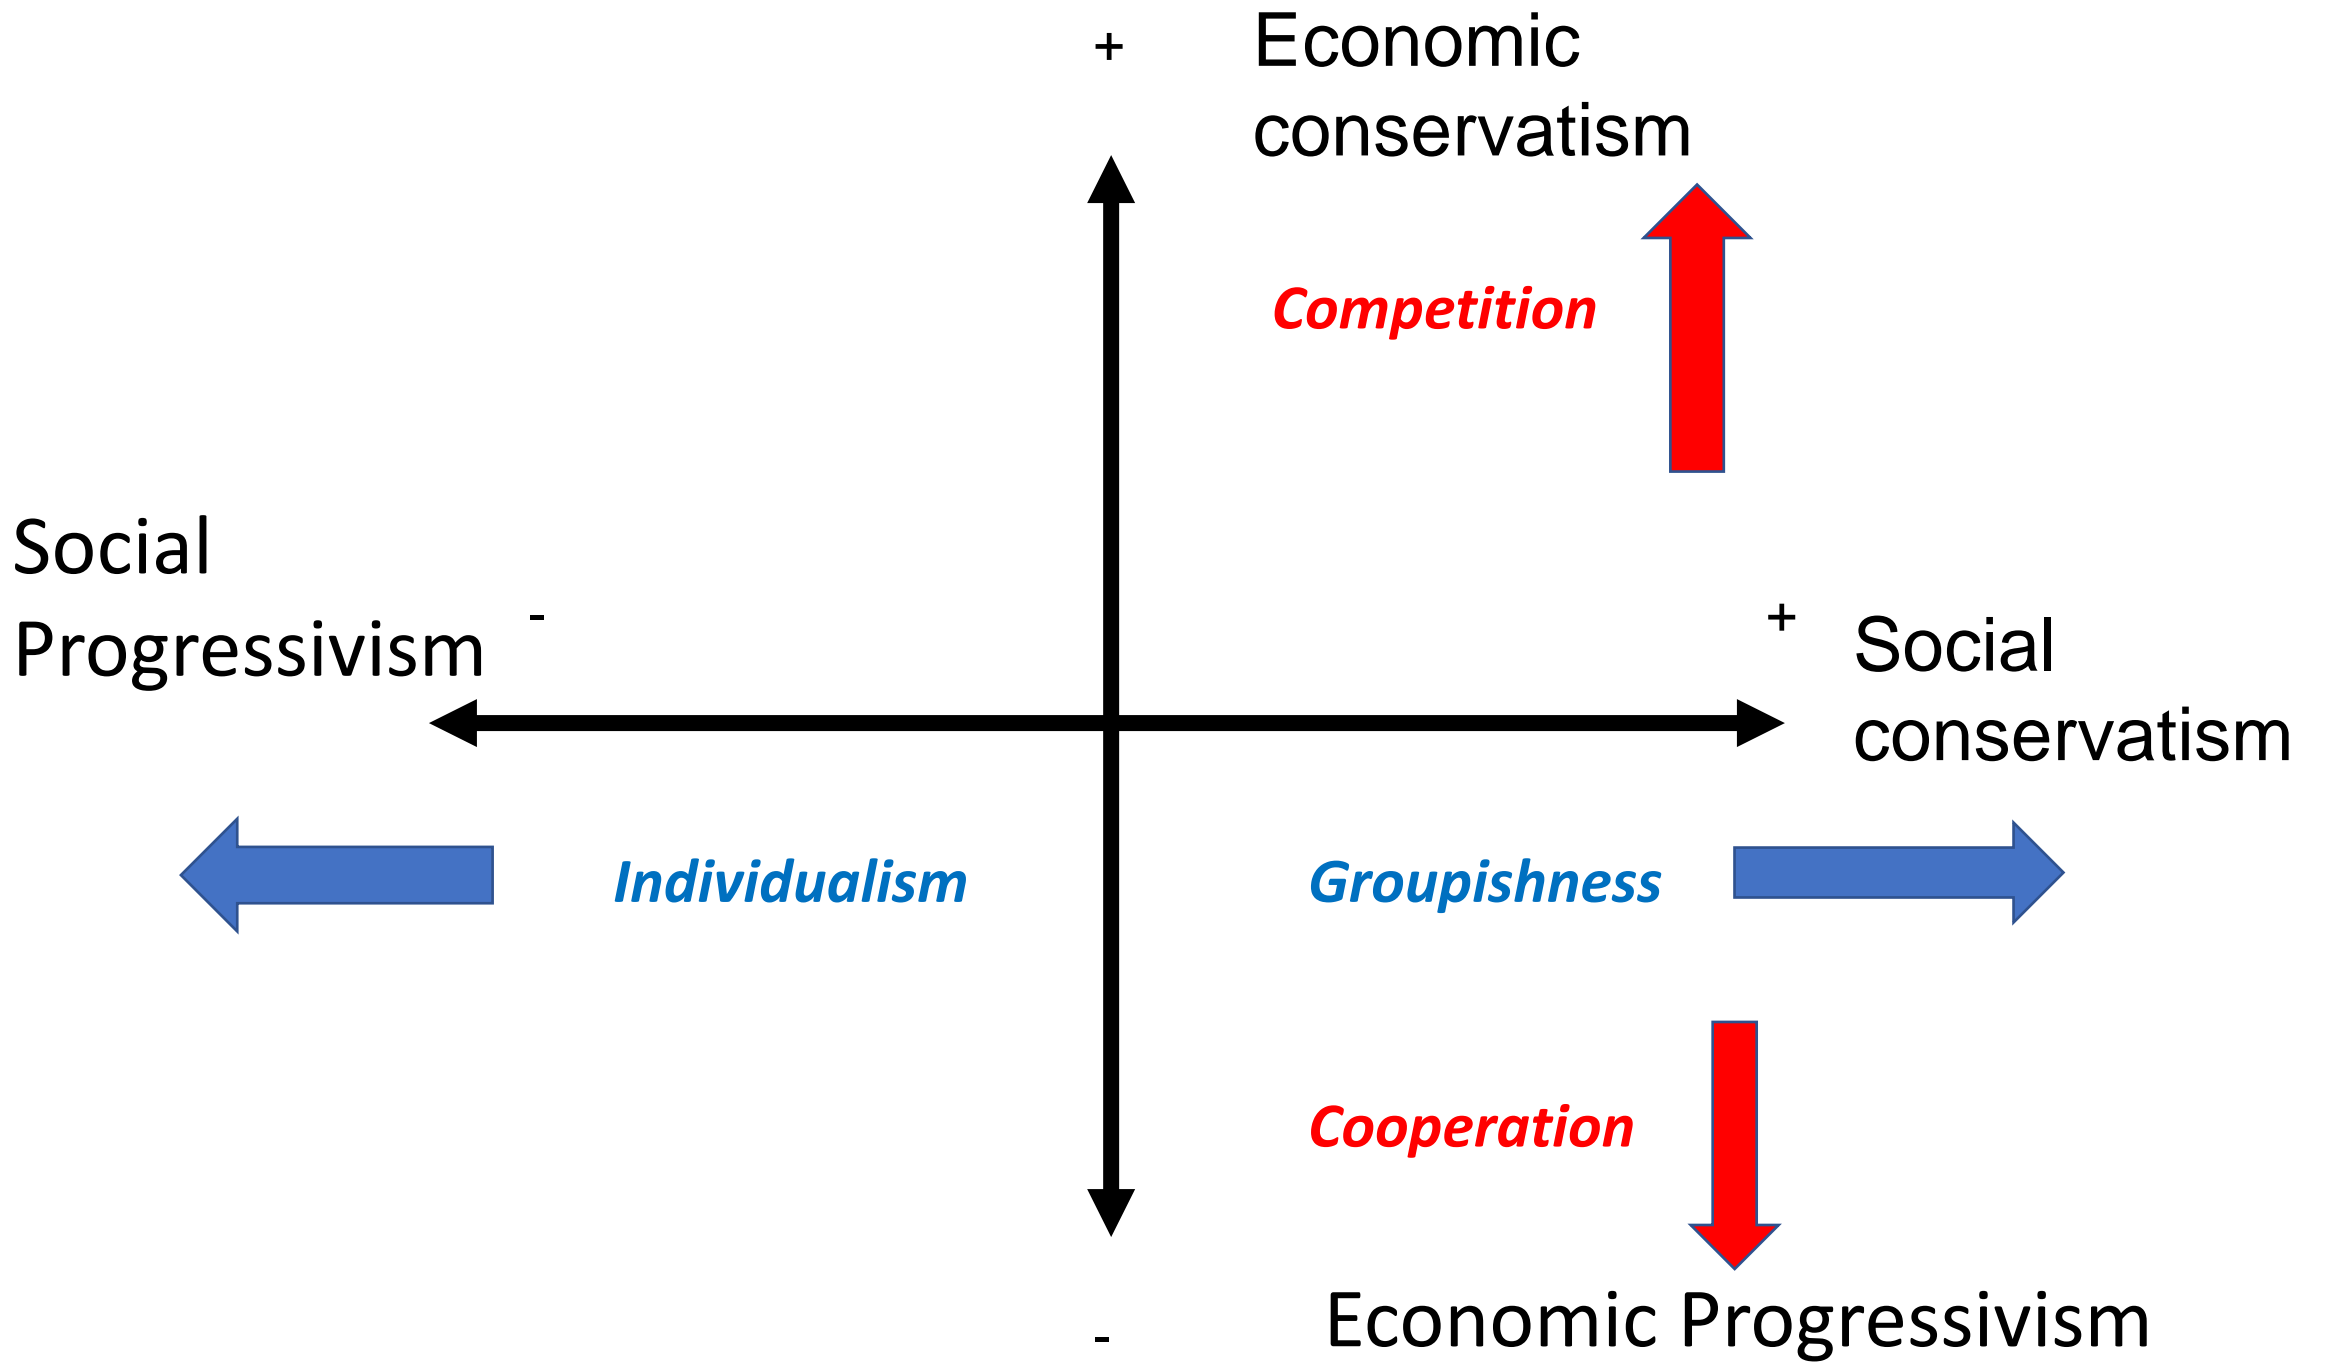 +
Economic
conservatism
Competition
Social
Progressivism
-
+
Social
conservatism
Individualism
Groupishness
Cooperation
Economic Progressivism
-